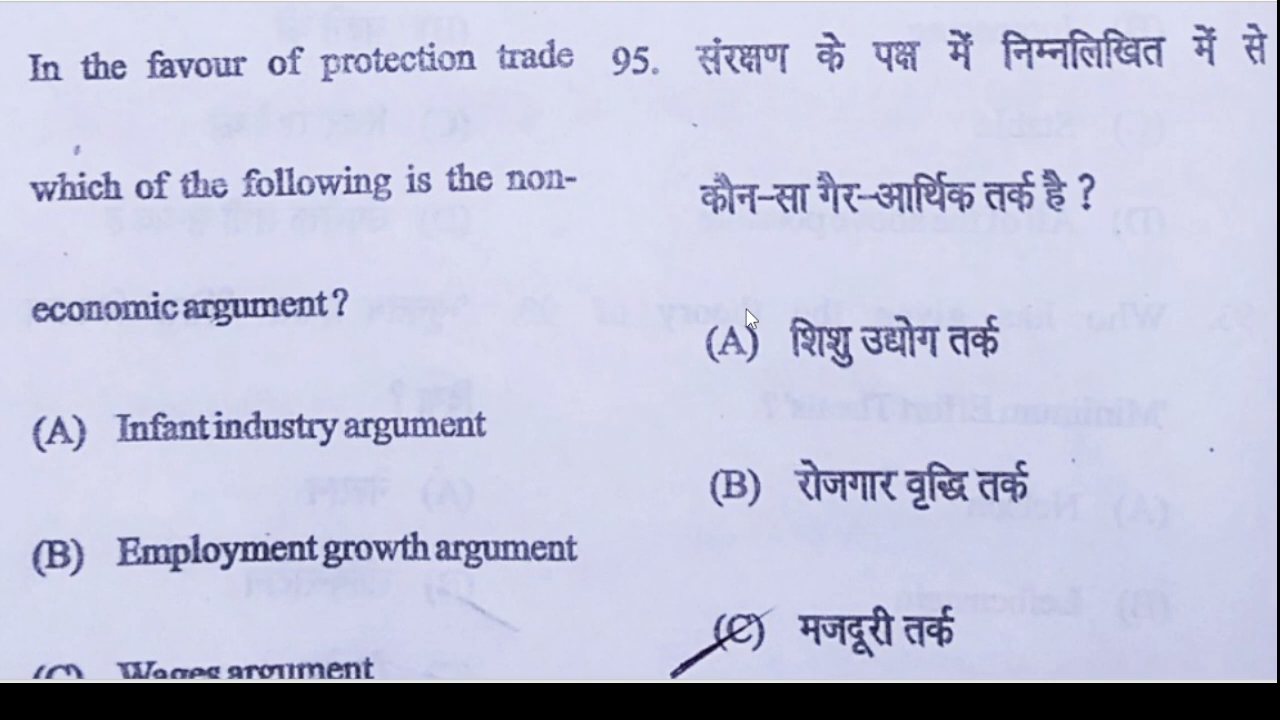 In the favour of protection trade
which of the following is the non-
economic argument?
(A) Infant industry argument
(B) Employment growth argument
(C) Wages argument
95. संरक्षण के पक्ष में निम्नलिखित में से
कौन-सा गैर-आर्थिक तर्क है ?
(A) शिशु उद्योग तर्क
(B) रोजगार वृद्धि तर्क
(C) मजदूरी तर्क